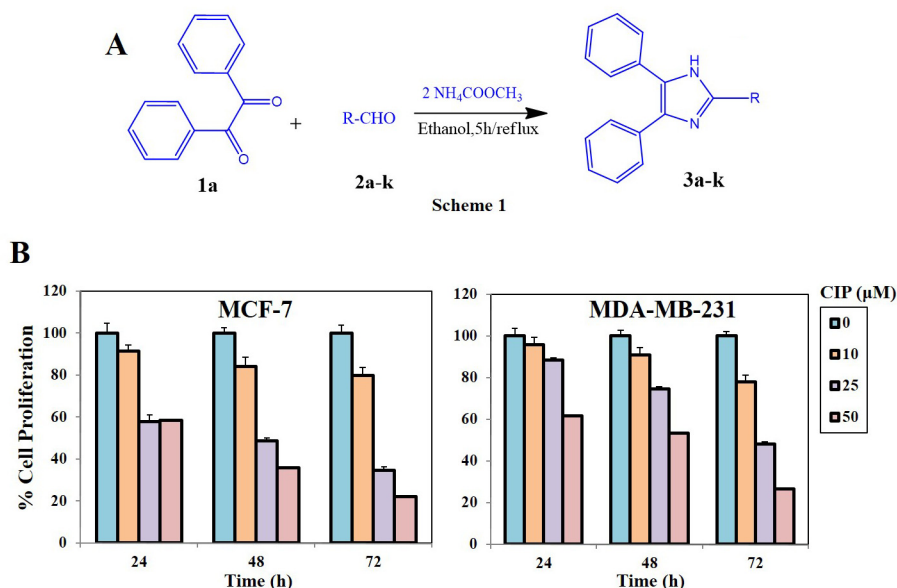 A
O
O
1a
+
R-CHO
2a-k
2 NH₄COOCH₃
Ethanol,5h/reflux
H
N
N
R
3a-k
Scheme 1
B
% Cell Proliferation
120
100
80
60
40
20
0
MCF-7
24
48
72
Time (h)
120
100
80
60
40
20
0
MDA-MB-231
24
48
72
Time (h)
CIP (μM)
0
10
25
50